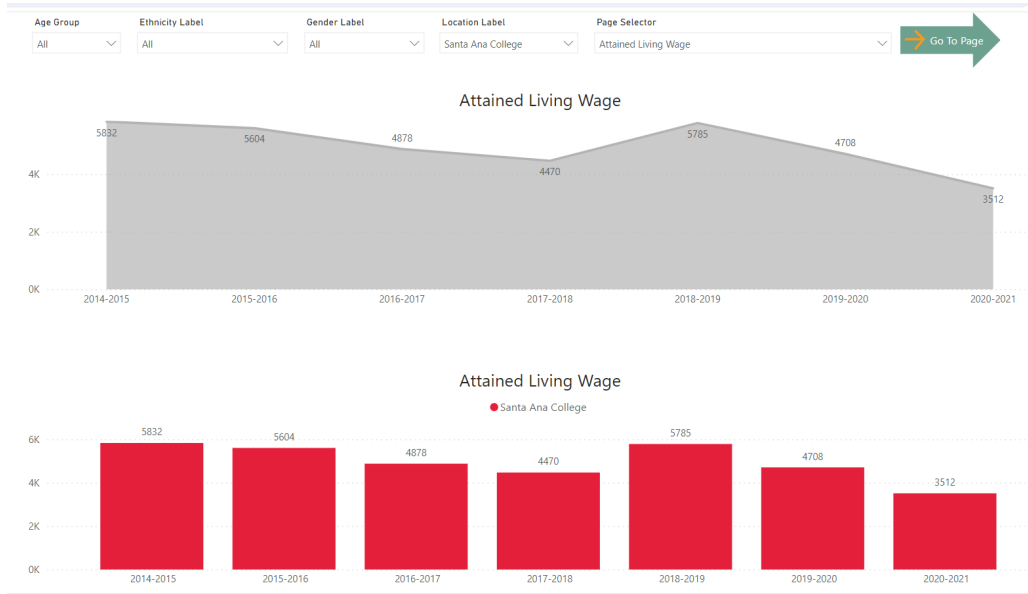 Age Group Ethnicity Label Gender Label Location Label Page Selector
All All All Santa Ana College Attained Living Wage Go To Page
Attained Living Wage
5832 5604 4878 4470 5785 4708 3512
4K
2K
0K
2014-2015 2015-2016 2016-2017 2017-2018 2018-2019 2019-2020 2020-2021
Attained Living Wage
Santa Ana College
5832 5604 4878 4470 5785 4708 3512
6K
4K
2K
0K
2014-2015 2015-2016 2016-2017 2017-2018 2018-2019 2019-2020 2020-2021